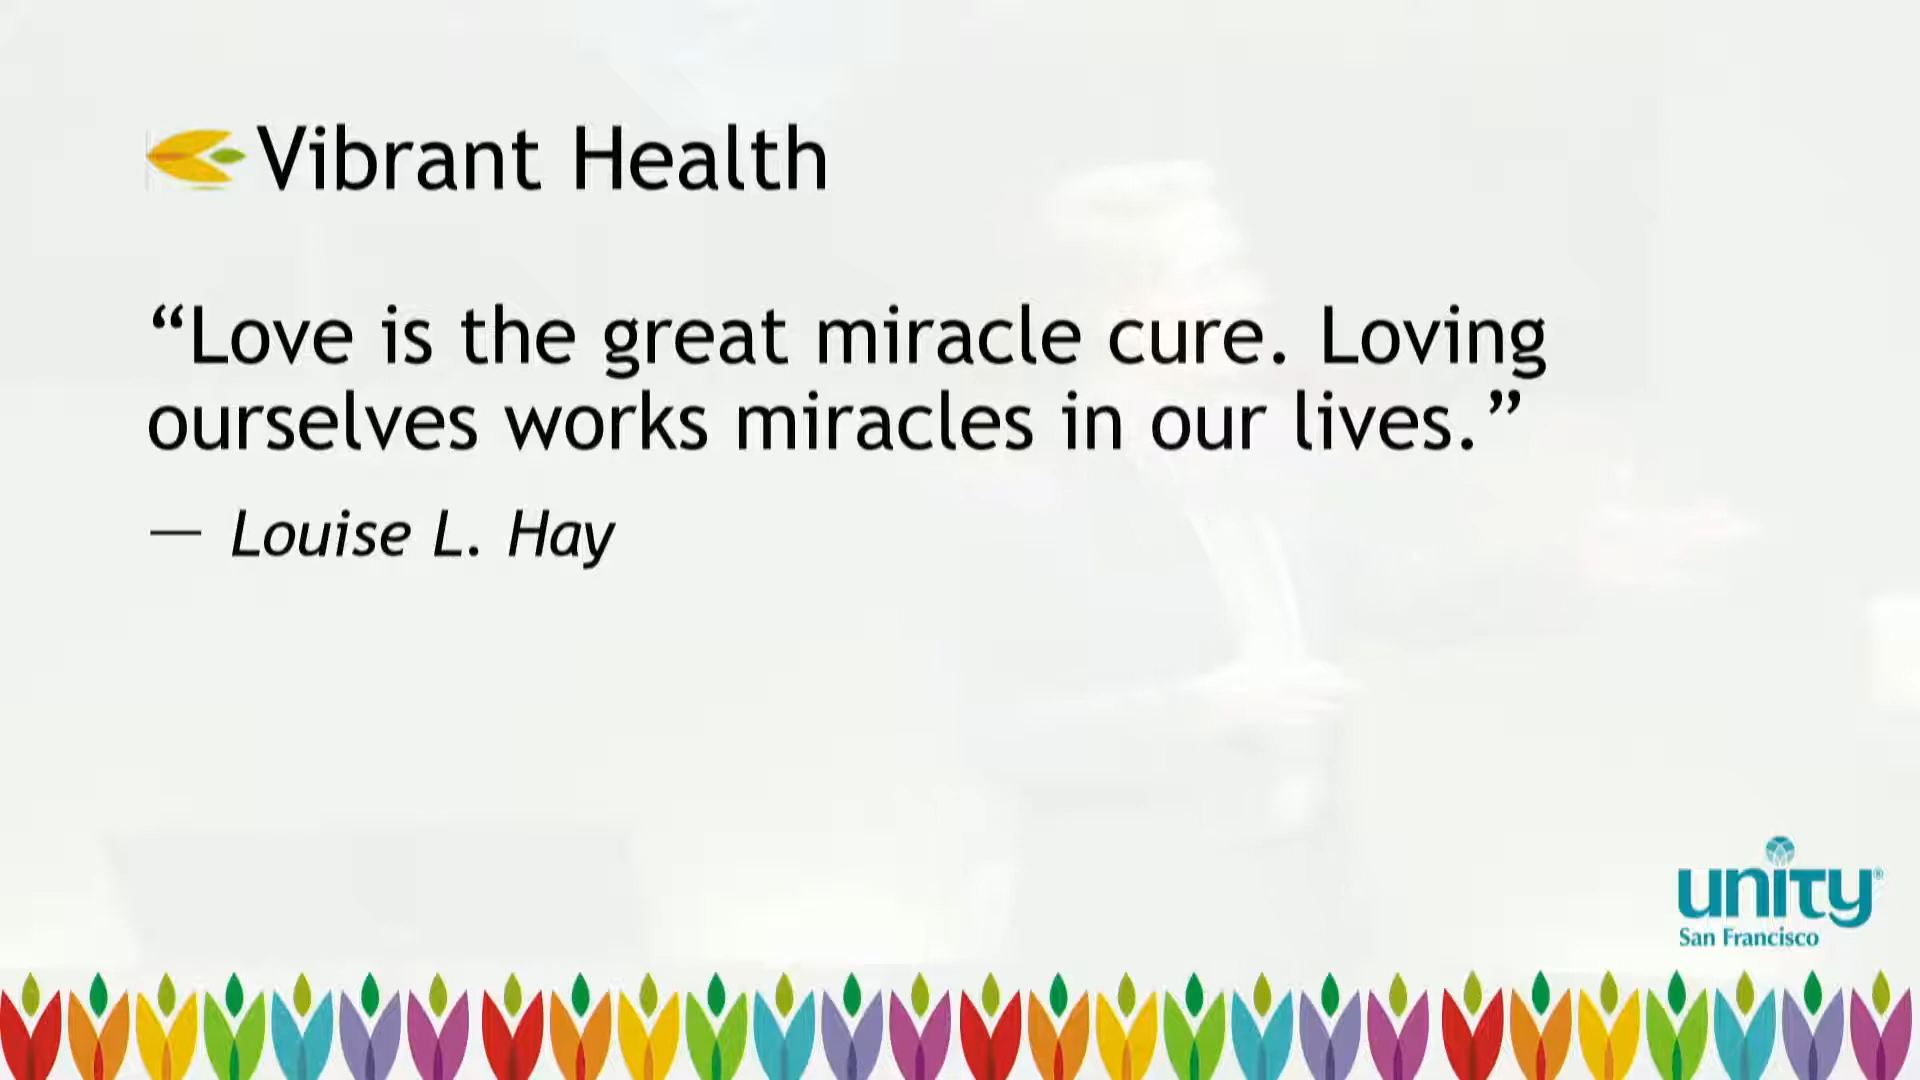 Vibrant Health
“Love is the great miracle cure. Loving
ourselves works miracles in our lives.”
— Louise L. Hay
unity®
San Francisco